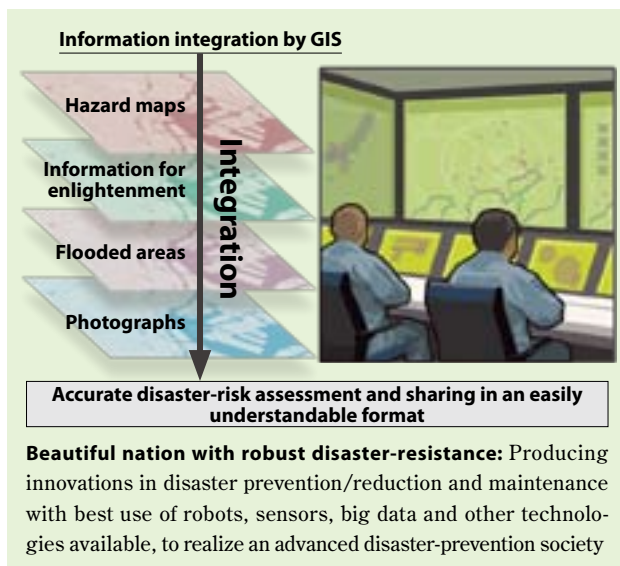 Information integration by GIS
Hazard maps
Information for
enlightenment
Flooded areas
Photographs
Integration
Accurate disaster-risk assessment and sharing in an easily
understandable format
Beautiful nation with robust disaster-resistance: Producing
innovations in disaster prevention/reduction and maintenance
with best use of robots, sensors, big data and other technolo-
gies available, to realize an advanced disaster-prevention society